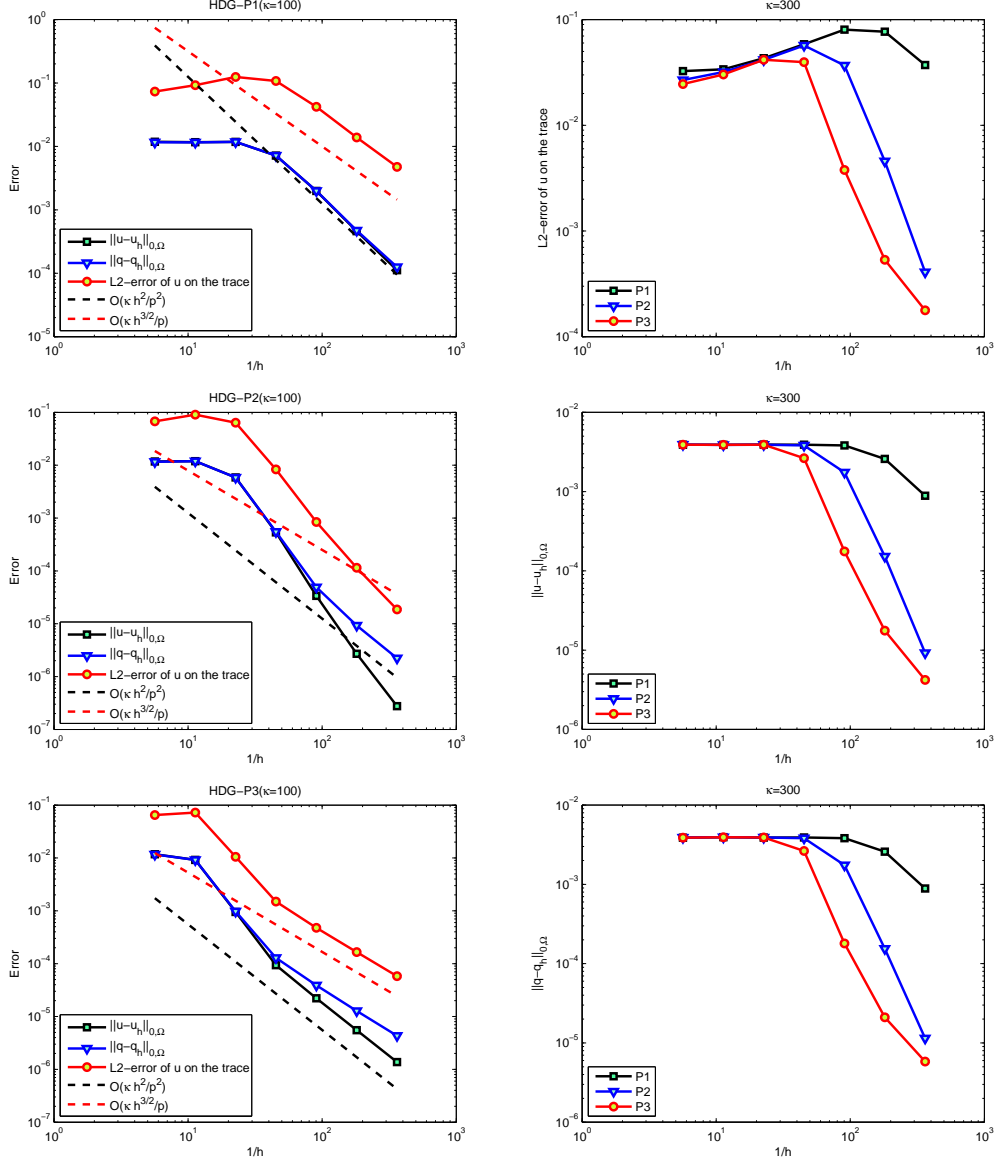 HDG−P1(κ=100)
10^0
10^-1
10^-2
10^-3
10^-4
10^-5
Error
||u−u_h||_{0,Ω}
||q−q_h||_{0,Ω}
L2−error of u on the trace
O(κ h^2/p^2)
O(κ h^{3/2}/p)
10^0
10^1
10^2
10^3
1/h
κ=300
10^-1
10^-2
10^-3
10^-4
L2−error of u on the trace
P1
P2
P3
10^0
10^1
10^2
10^3
1/h
HDG−P2(κ=100)
10^-1
10^-2
10^-3
10^-4
10^-5
10^-6
10^-7
Error
||u−u_h||_{0,Ω}
||q−q_h||_{0,Ω}
L2−error of u on the trace
O(κ h^2/p^2)
O(κ h^{3/2}/p)
10^0
10^1
10^2
10^3
1/h
κ=300
10^-2
10^-3
10^-4
10^-5
10^-6
||u−u_h||_{0,Ω}
P1
P2
P3
10^0
10^1
10^2
10^3
1/h
HDG−P3(κ=100)
10^-1
10^-2
10^-3
10^-4
10^-5
10^-6
10^-7
Error
||u−u_h||_{0,Ω}
||q−q_h||_{0,Ω}
L2−error of u on the trace
O(κ h^2/p^2)
O(κ h^{3/2}/p)
10^0
10^1
10^2
10^3
1/h
κ=300
10^-2
10^-3
10^-4
10^-5
10^-6
||q−q_h||_{0,Ω}
P1
P2
P3
10^0
10^1
10^2
10^3
1/h